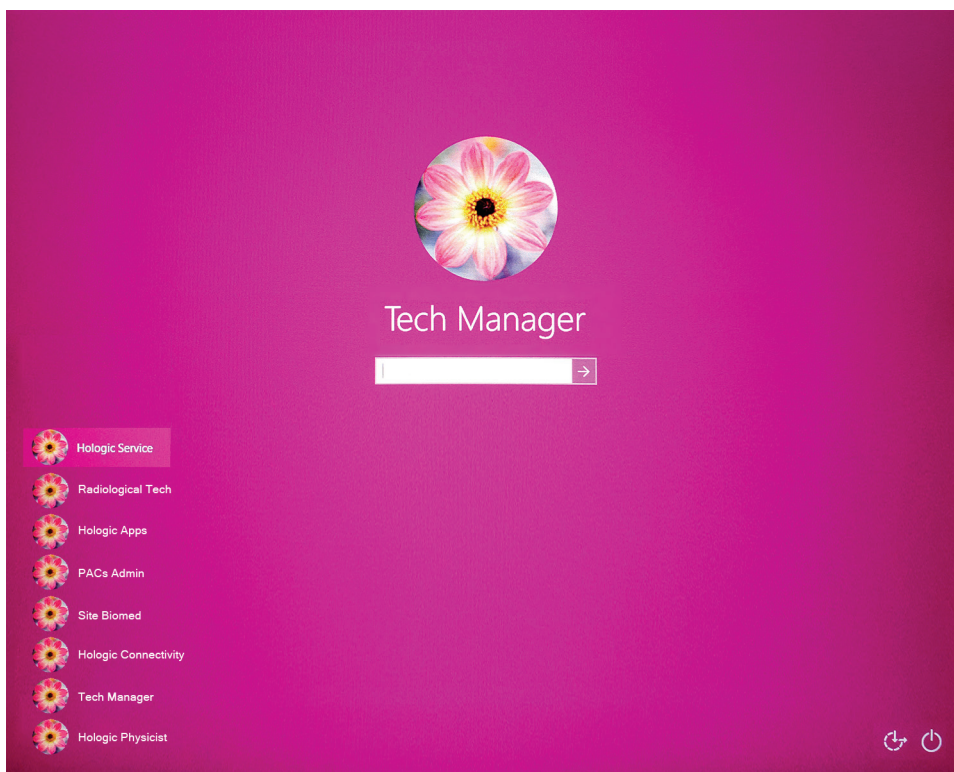 Tech Manager
Hologic Service
Radiological Tech
Hologic Apps
PACs Admin
Site Biomed
Hologic Connectivity
Tech Manager
Hologic Physicist